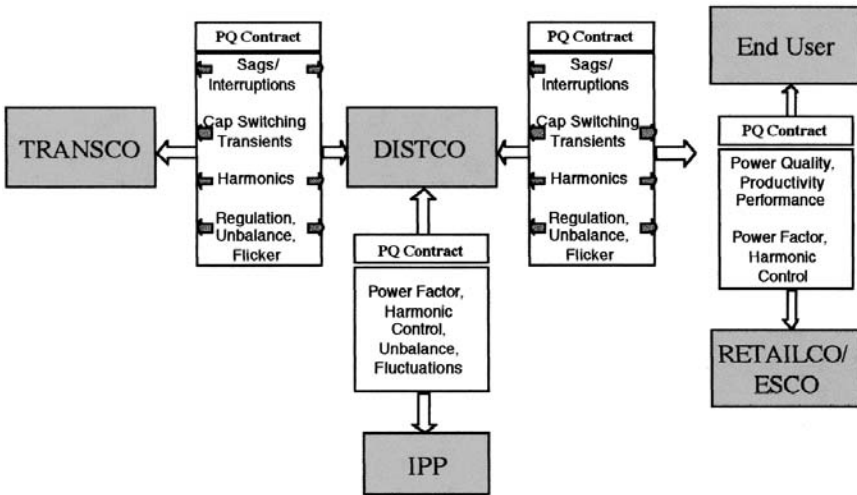 PQ Contract
Sags/
Interruptions
Cap Switching
Transients
Harmonics
Regulation,
Unbalance,
Flicker
TRANSCO
DISTCO
PQ Contract
Power Factor,
Harmonic
Control,
Unbalance,
Fluctuations
IPP
PQ Contract
Sags/
Interruptions
Cap Switching
Transients
Harmonics
Regulation,
Unbalance,
Flicker
End User
PQ Contract
Power Quality,
Productivity
Performance
Power Factor,
Harmonic
Control
RETAILCO/
ESCO